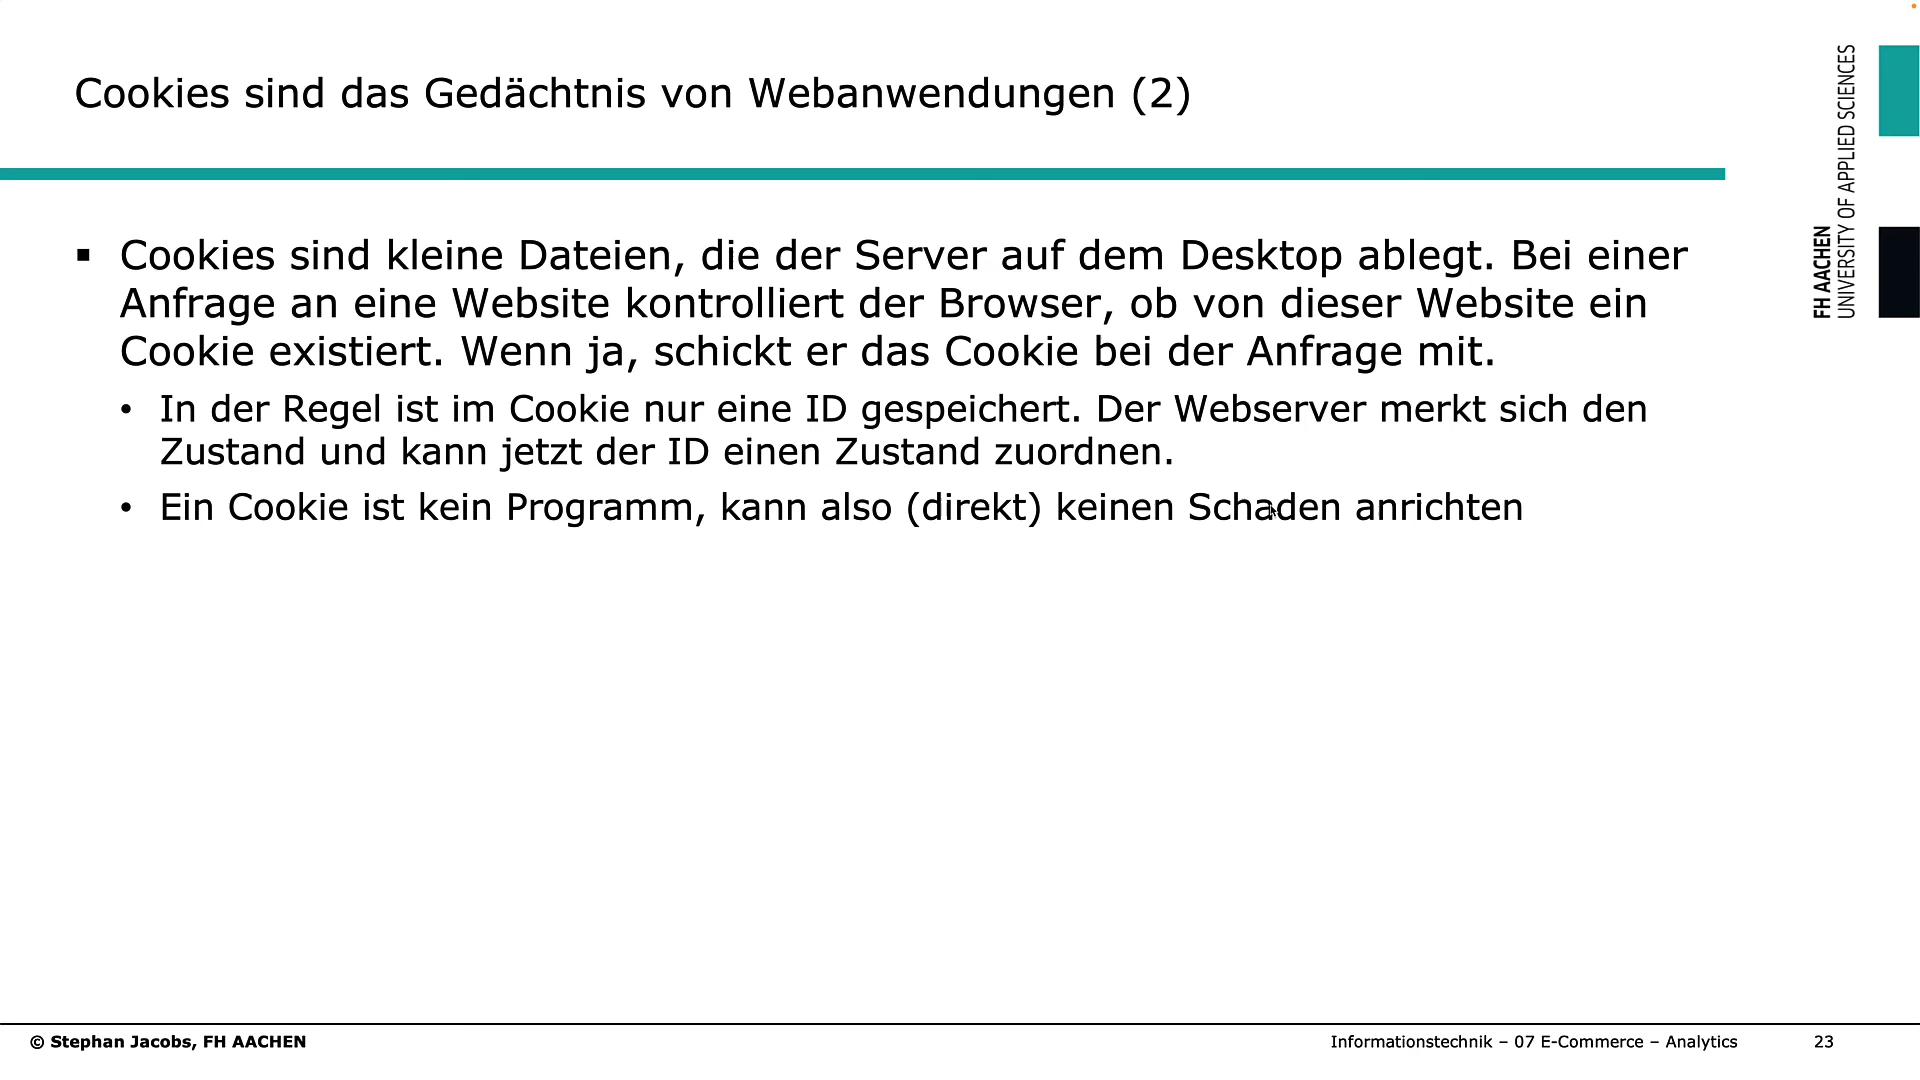 Cookies sind das Gedächtnis von Webanwendungen (2)
FH AACHEN
UNIVERSITY OF APPLIED SCIENCES
▪ Cookies sind kleine Dateien, die der Server auf dem Desktop ablegt. Bei einer
Anfrage an eine Website kontrolliert der Browser, ob von dieser Website ein
Cookie existiert. Wenn ja, schickt er das Cookie bei der Anfrage mit.
• In der Regel ist im Cookie nur eine ID gespeichert. Der Webserver merkt sich den
Zustand und kann jetzt der ID einen Zustand zuordnen.
• Ein Cookie ist kein Programm, kann also (direkt) keinen Schaden anrichten
© Stephan Jacobs, FH AACHEN
Informationstechnik – 07 E-Commerce – Analytics
23